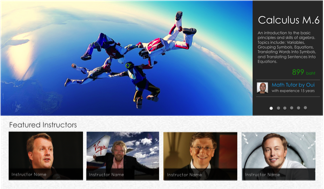 Calculus M.6
An introduction to the basic
principles and skills of algebra.
Topics include: Variables,
Grouping Symbols, Equations,
Translating Words into Symbols
and Translating Sentences into
Equations.
899
Math Tutor by Oui
with experience 15 years
Featured Instructors
Instructor Name
Instructor Name
Instructor Name
Instructor Name